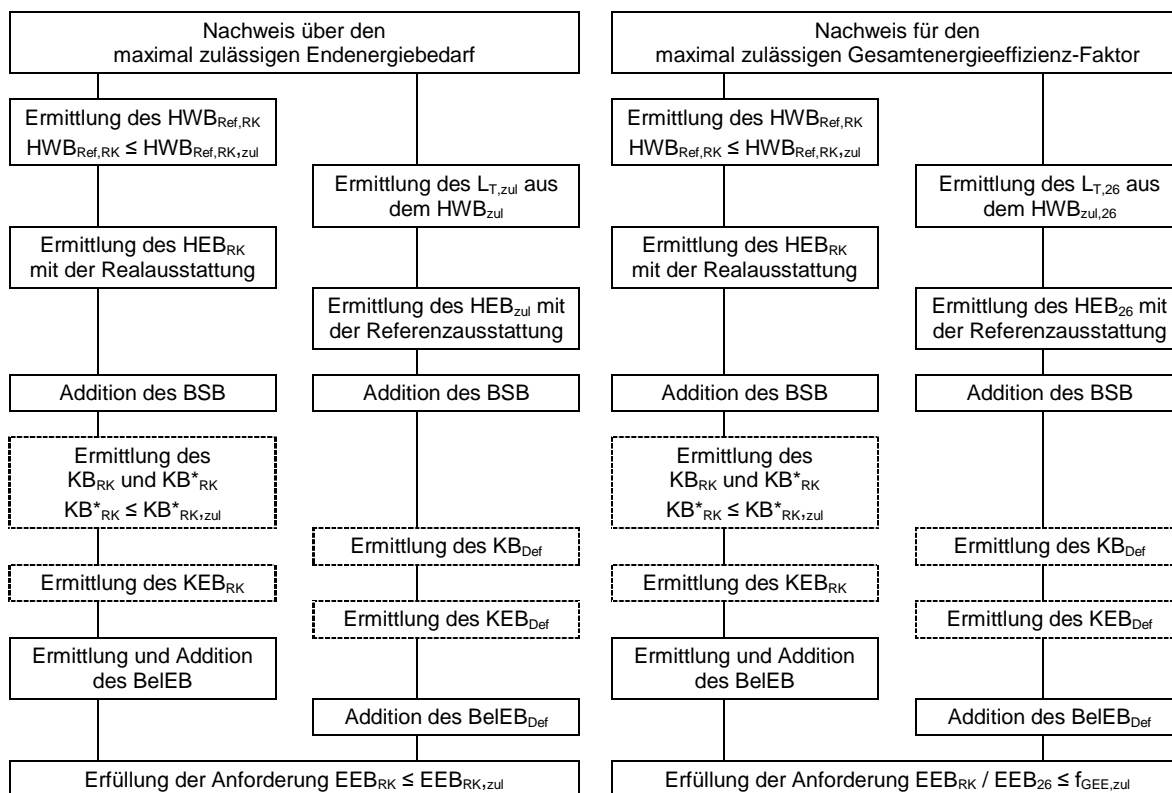 Nachweis über den
maximal zulässigen Endenergiebedarf
Ermittlung des HWB_Ref,RK
HWB_Ref,RK ≤ HWB_Ref,RK,zul
Ermittlung des L_T,zul aus
dem HWB_zul
Ermittlung des HEB_RK
mit der Realausstattung
Ermittlung des HEB_zul mit
der Referenzausstattung
Addition des BSB
Addition des BSB
Ermittlung des
KB_RK und KB*_RK
KB*_RK ≤ KB*_RK,zul
Ermittlung des KB_Def
Ermittlung des KEB_RK
Ermittlung des KEB_Def
Ermittlung und Addition
des BelEB
Addition des BelEB_Def
Erfüllung der Anforderung EEB_RK ≤ EEB_RK,zul
Nachweis für den
maximal zulässigen Gesamtenergieeffizienz-Faktor
Ermittlung des HWB_Ref,RK
HWB_Ref,RK ≤ HWB_Ref,RK,zul
Ermittlung des L_T,26 aus
dem HWB_zul,26
Ermittlung des HEB_RK
mit der Realausstattung
Ermittlung des HEB_26 mit
der Referenzausstattung
Addition des BSB
Addition des BSB
Ermittlung des
KB_RK und KB*_RK
KB*_RK ≤ KB*_RK,zul
Ermittlung des KB_Def
Ermittlung des KEB_RK
Ermittlung des KEB_Def
Ermittlung und Addition
des BelEB
Addition des BelEB_Def
Erfüllung der Anforderung EEB_RK / EEB_26 ≤ f_GEE,zul